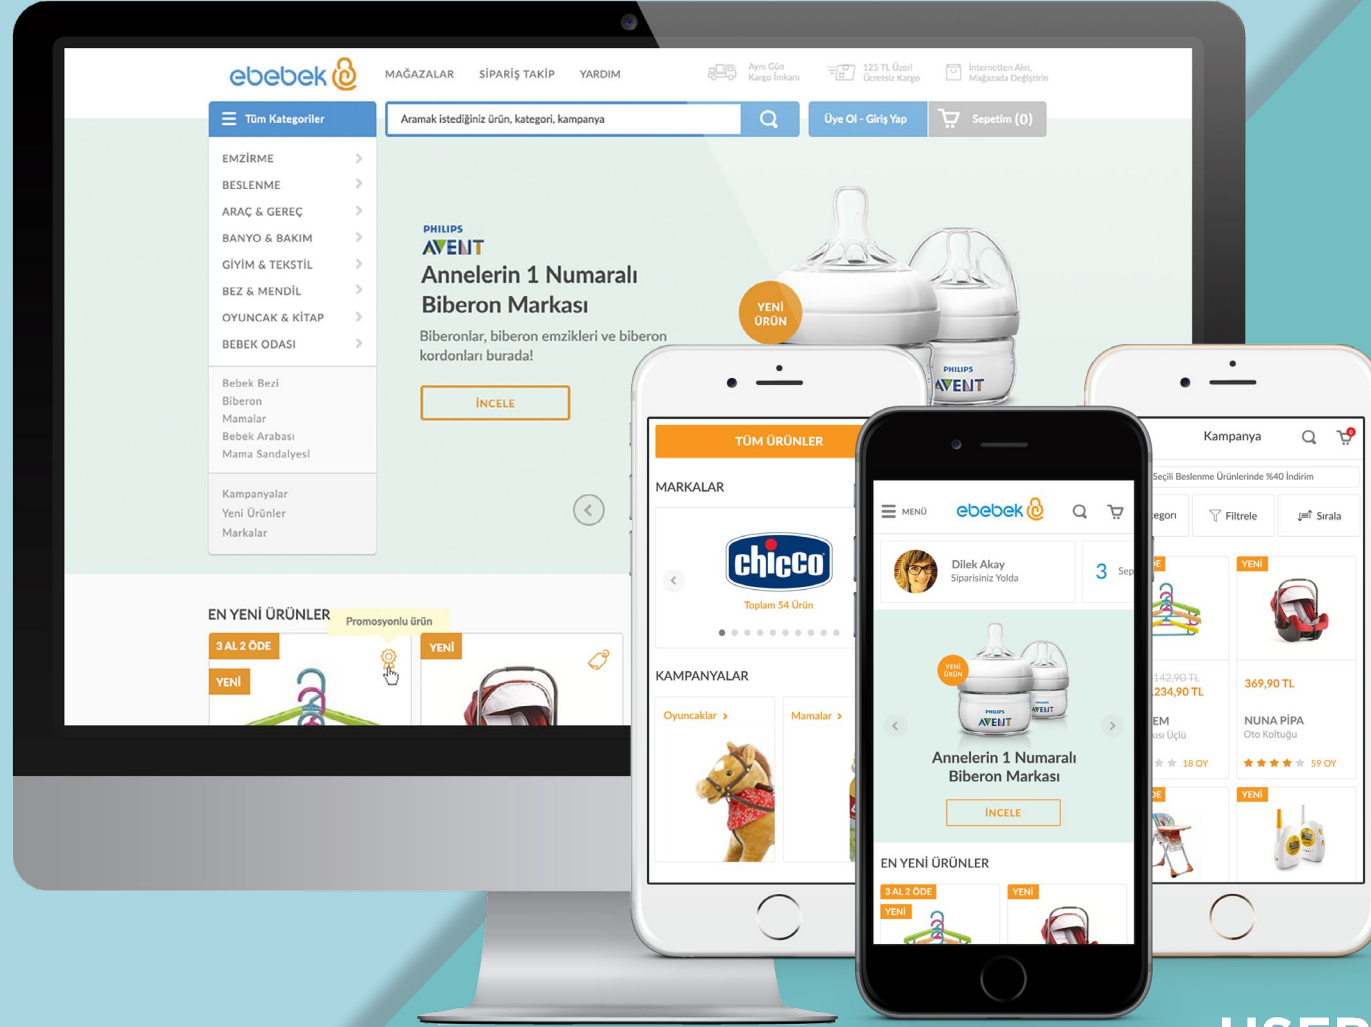 ebebek
MAĞAZALAR SİPARİŞ TAKİP YARDIM
Aynı Gün
Kargo İmkanı
125 TL Üzeri
Ücretsiz Kargo
İnternetten Alın,
Mağazada Değiştirin
Tüm Kategoriler
Aramak istediğiniz ürün, kategori, kampanya
Üye Ol - Giriş Yap
Sepetim (0)
EMZİRME
BESLENME
ARAÇ & GEREÇ
BANYO & BAKIM
GİYİM & TEKSTİL
BEZ & MENDİL
OYUNCAK & KİTAP
BEBEK ODASI
Bebek Bezi
Biberon
Mamalar
Bebek Arabası
Mama Sandalyesi
Kampanyalar
Yeni Ürünler
Markalar
PHILIPS
AVENT
Annelerin 1 Numaralı
Biberon Markası
Biberonlar, biberon emzikleri ve biberon
kordonları burada!
İNCELE
YENİ
ÜRÜN
PHILIPS
AVENT
EN YENİ ÜRÜNLER
Promosyonlu ürün
3 AL 2 ÖDE
YENİ
YENİ
TÜM ÜRÜNLER
MARKALAR
chicco
Toplam 54 Ürün
KAMPANYALAR
Oyuncaklar >
Mamalar >
MENÜ
ebebek
Dilek Akay
Siparisiniz Yolda
3 Sep
YENİ
ÜRÜN
PHILIPS
AVENT
AVENT
Annelerin 1 Numaralı
Biberon Markası
İNCELE
EN YENİ ÜRÜNLER
3 AL 2 ÖDE
YENİ
YENİ
Kampanya
Seçili Beslenme Ürünlerinde %40 İndirim
egori
Filtrele
Sırala
YENİ
142,90 TL
.234,90 TL
369,90 TL
EM
Üçlü
NUNA PİPA
Oto Koltuğu
18 OY
59 OY
DE
YENİ
USER